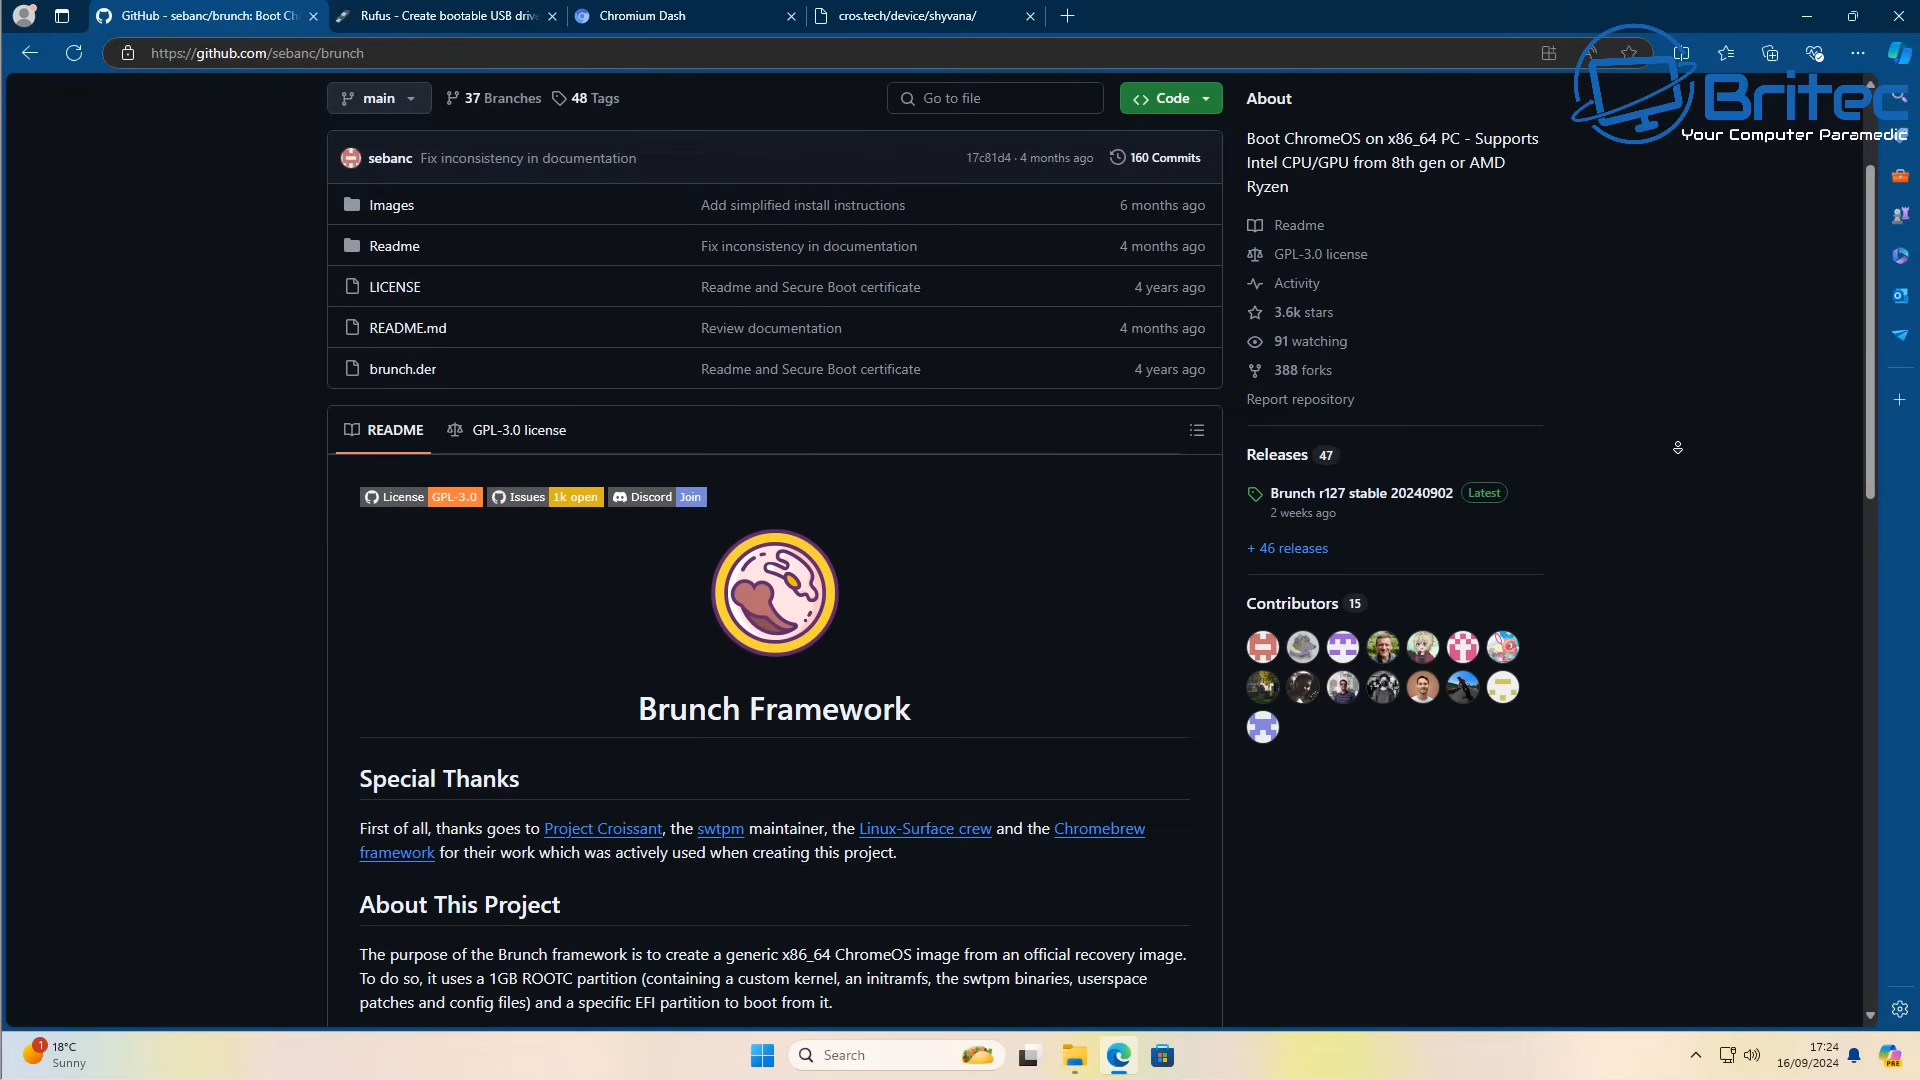 GitHub - sebanc/brunch: Boot Ch
Rufus - Create bootable USB drive
Chromium Dash
cros.tech/device/shyvana/
https://github.com/sebanc/brunch
Britec
Your Computer Paramedic
main
37 Branches
48 Tags
Go to file
Code
sebanc Fix inconsistency in documentation
17c81d4 · 4 months ago
160 Commits
Images
Add simplified install instructions
6 months ago
Readme
Fix inconsistency in documentation
4 months ago
LICENSE
Readme and Secure Boot certificate
4 years ago
README.md
Review documentation
4 months ago
brunch.der
Readme and Secure Boot certificate
4 years ago
README
GPL-3.0 license
License GPL-3.0
Issues 1k open
Discord Join
Brunch Framework
Special Thanks
First of all, thanks goes to Project Croissant, the swtpm maintainer, the Linux-Surface crew and the Chromebrew
framework for their work which was actively used when creating this project.
About This Project
The purpose of the Brunch framework is to create a generic x86_64 ChromeOS image from an official recovery image.
To do so, it uses a 1GB ROOTC partition (containing a custom kernel, an initramfs, the swtpm binaries, userspace
patches and config files) and a specific EFI partition to boot from it.
About
Boot ChromeOS on x86_64 PC - Supports
Intel CPU/GPU from 8th gen or AMD
Ryzen
Readme
GPL-3.0 license
Activity
3.6k stars
91 watching
388 forks
Report repository
Releases 47
Brunch r127 stable 20240902 Latest
2 weeks ago
+ 46 releases
Contributors 15
1
18°C
Sunny
Search
17:24
16/09/2024
PRE